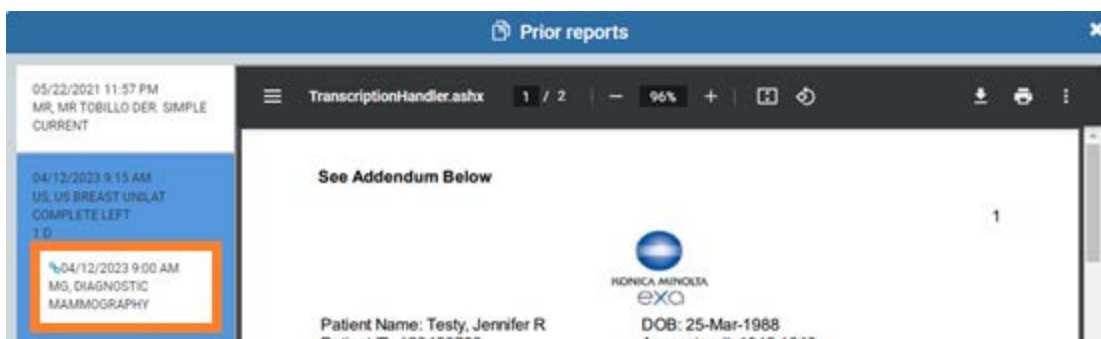 Prior reports
05/22/2021 11:57 PM
MR, MR TOBILLO DER. SIMPLE
CURRENT
04/12/2023 9:15 AM
US, US BREAST UNILAT
COMPLETE LEFT
1 D
04/12/2023 9:00 AM
MG, DIAGNOSTIC
MAMMOGRAPHY
TranscriptionHandler.ashx 1 / 2 96%
See Addendum Below
1
KONICA MINOLTA
exa
Patient Name: Testy, Jennifer R DOB: 25-Mar-1988